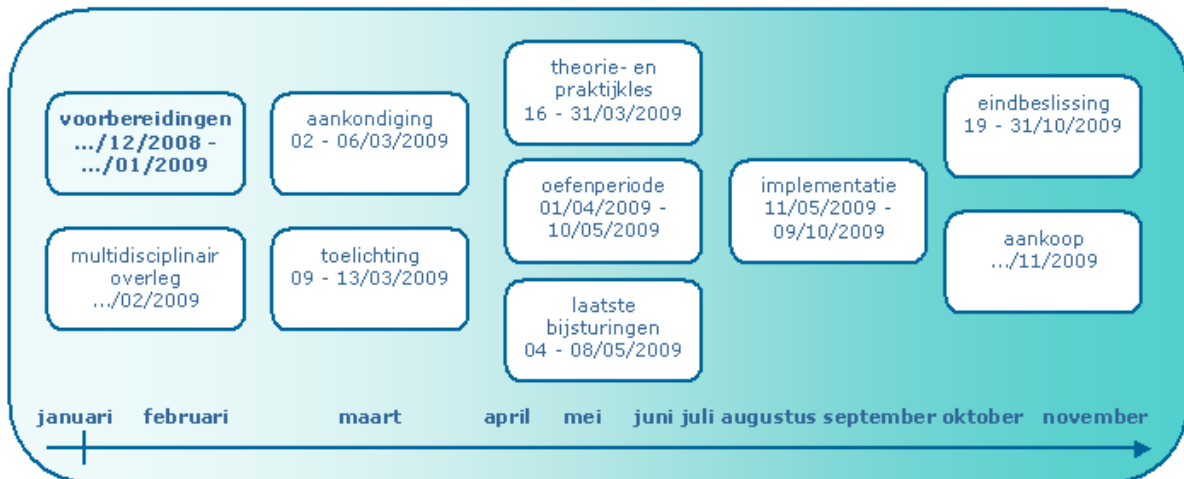 voorbereidingen
.../12/2008 -
.../01/2009
multidisciplinair
overleg
.../02/2009
aankondiging
02 - 06/03/2009
toelichting
09 - 13/03/2009
theorie- en
praktijkles
16 - 31/03/2009
oefenperiode
01/04/2009 -
10/05/2009
laatste
bijsturingen
04 - 08/05/2009
implementatie
11/05/2009 -
09/10/2009
eindbeslissing
19 - 31/10/2009
aankoop
.../11/2009
januari februari maart april mei juni juli augustus september oktober november